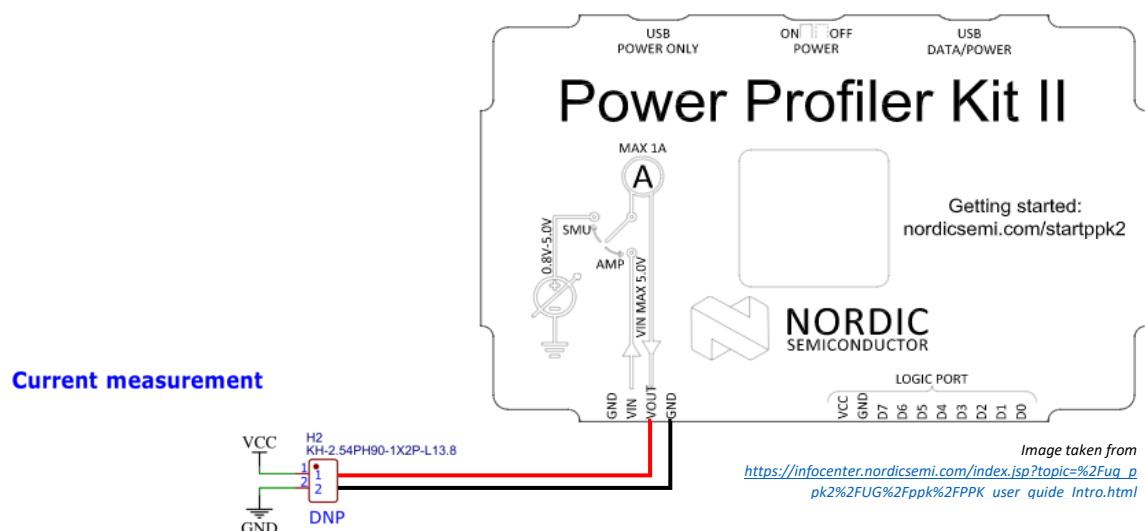 USB
POWER ONLY
ON OFF
POWER
USB
DATA/POWER
Power Profiler Kit II
MAX 1A
A
SMU
AMP
0.8V-5.0V
VIN MAX 5.0V
Getting started:
nordicsemi.com/startppk2
NORDIC
SEMICONDUCTOR
Current measurement
GND
VIN
VOUT
GND
LOGIC PORT
VCC
GND
D7
D6
D5
D4
D3
D2
D1
D0
VCC
H2
KH-2.54PH90-1X2P-L13.8
1 1
2 2
GND
DNP
Image taken from
https://infocenter.nordicsemi.com/index.jsp?topic=%2Fug_p
pk2%2FUG%2Fppk%2FPPK_user_guide_Intro.html